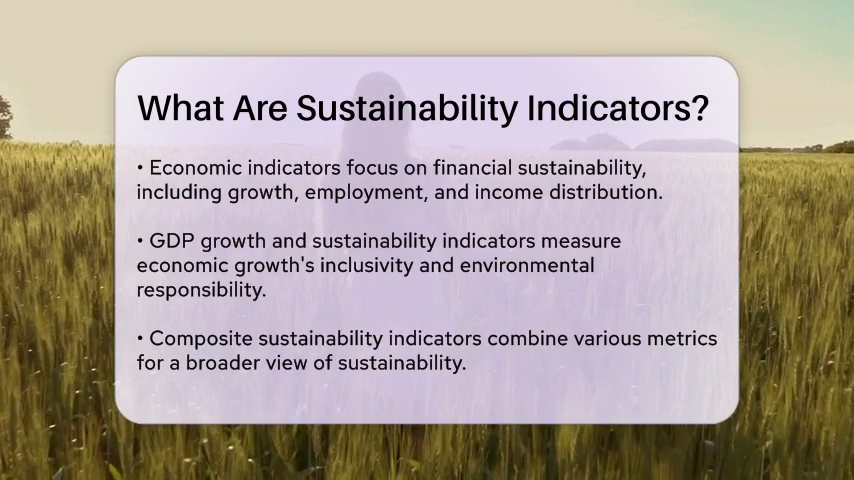 What Are Sustainability Indicators?
• Economic indicators focus on financial sustainability,
including growth, employment, and income distribution.
• GDP growth and sustainability indicators measure
economic growth's inclusivity and environmental
responsibility.
• Composite sustainability indicators combine various metrics
for a broader view of sustainability.